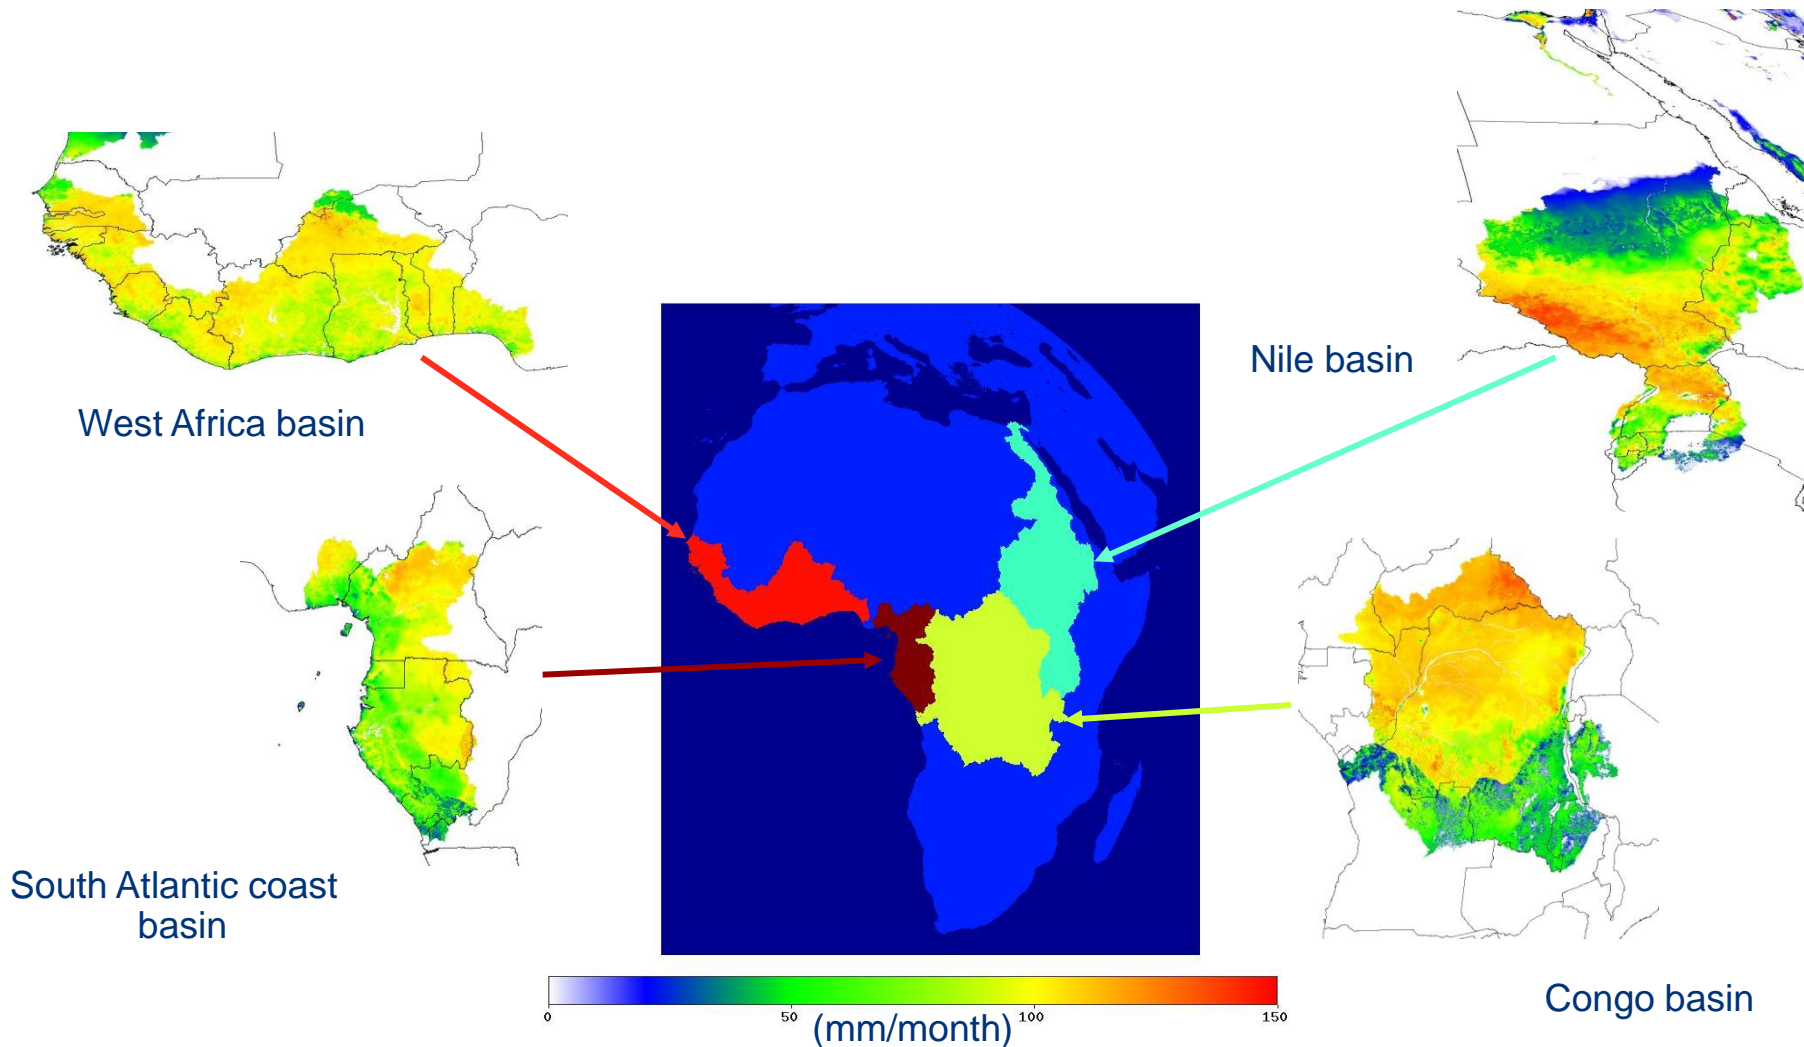 Nile basin
West Africa basin
South Atlantic coast
basin
Congo basin
0 50 100 150
(mm/month)